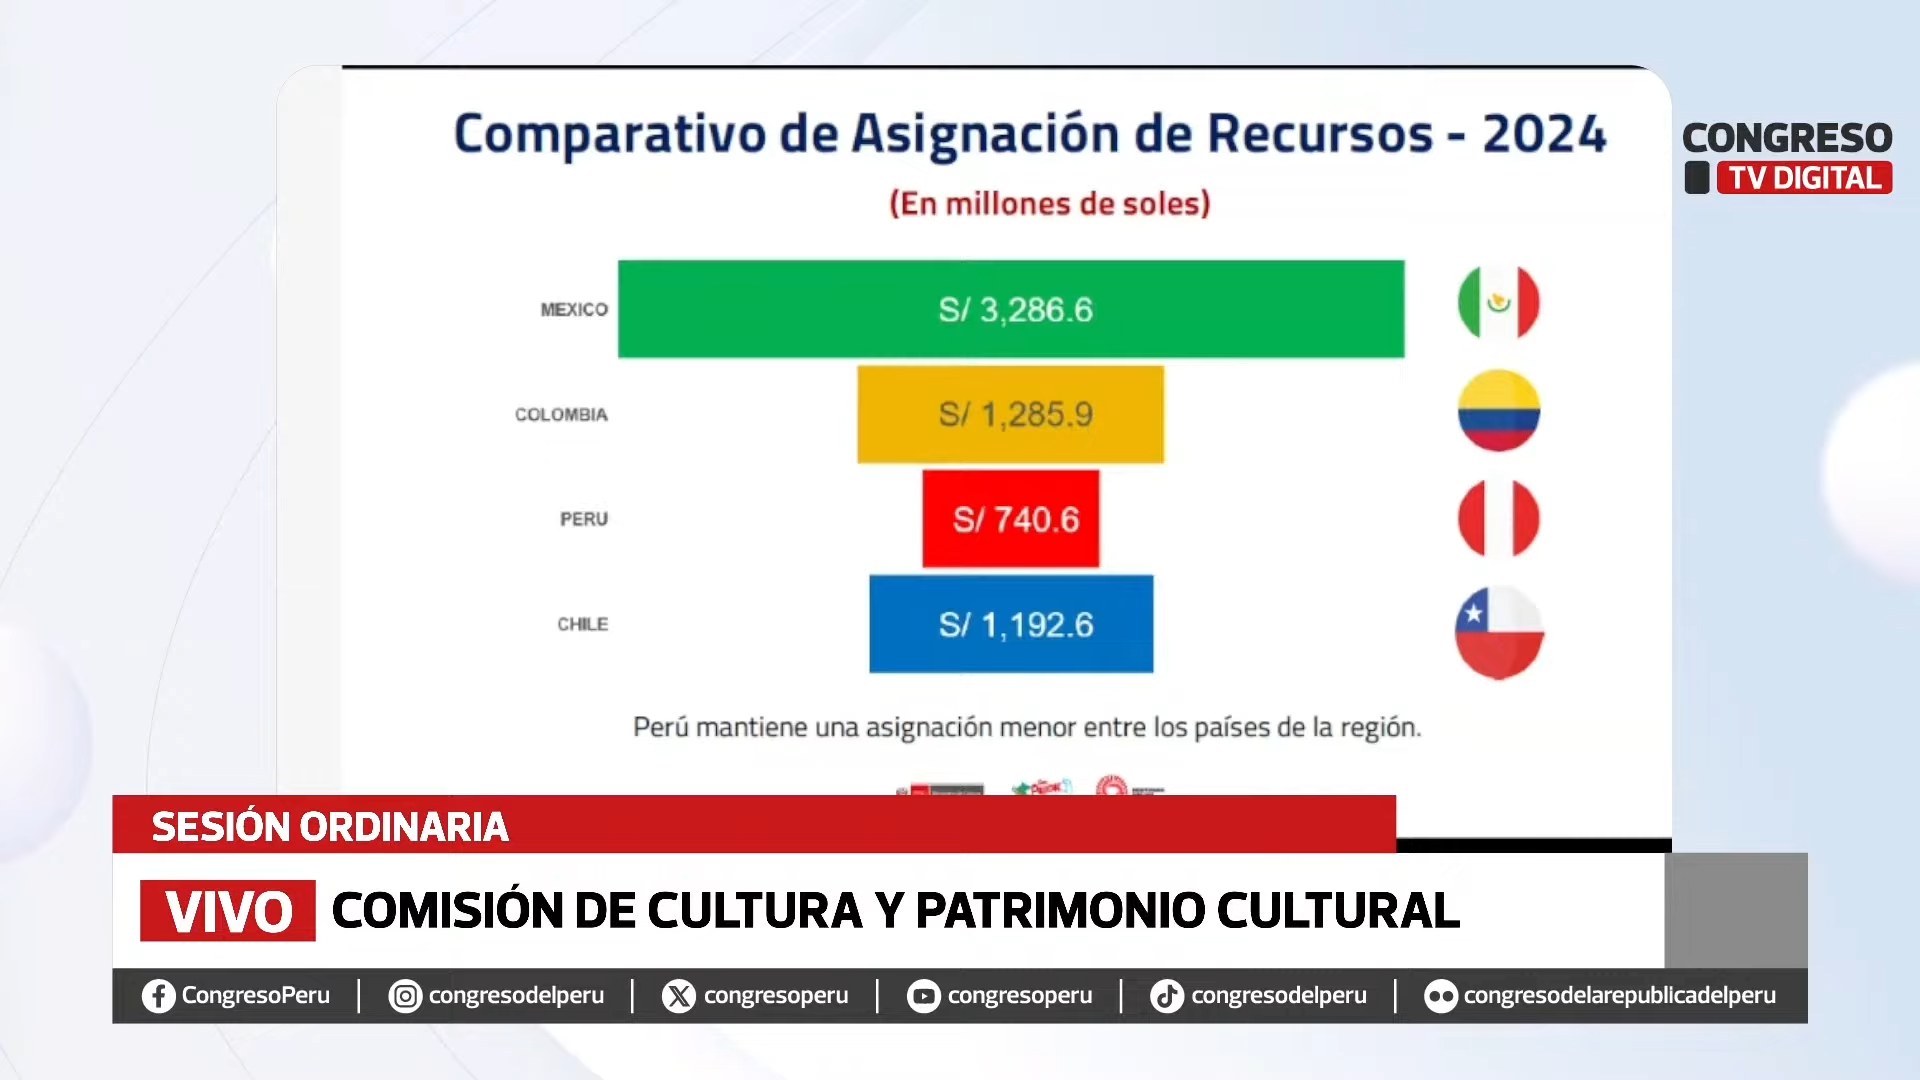 Comparativo de Asignación de Recursos - 2024
(En millones de soles)
CONGRESO
TV DIGITAL
MEXICO
S/ 3,286.6
COLOMBIA
S/ 1,285.9
PERU
S/ 740.6
CHILE
S/ 1,192.6
Perú mantiene una asignación menor entre los países de la región.
SESIÓN ORDINARIA
VIVO COMISIÓN DE CULTURA Y PATRIMONIO CULTURAL
CongresoPeru | congresodelperu | congresoperu | congresoperu | congresodelperu | congresodelarepublicadelperu